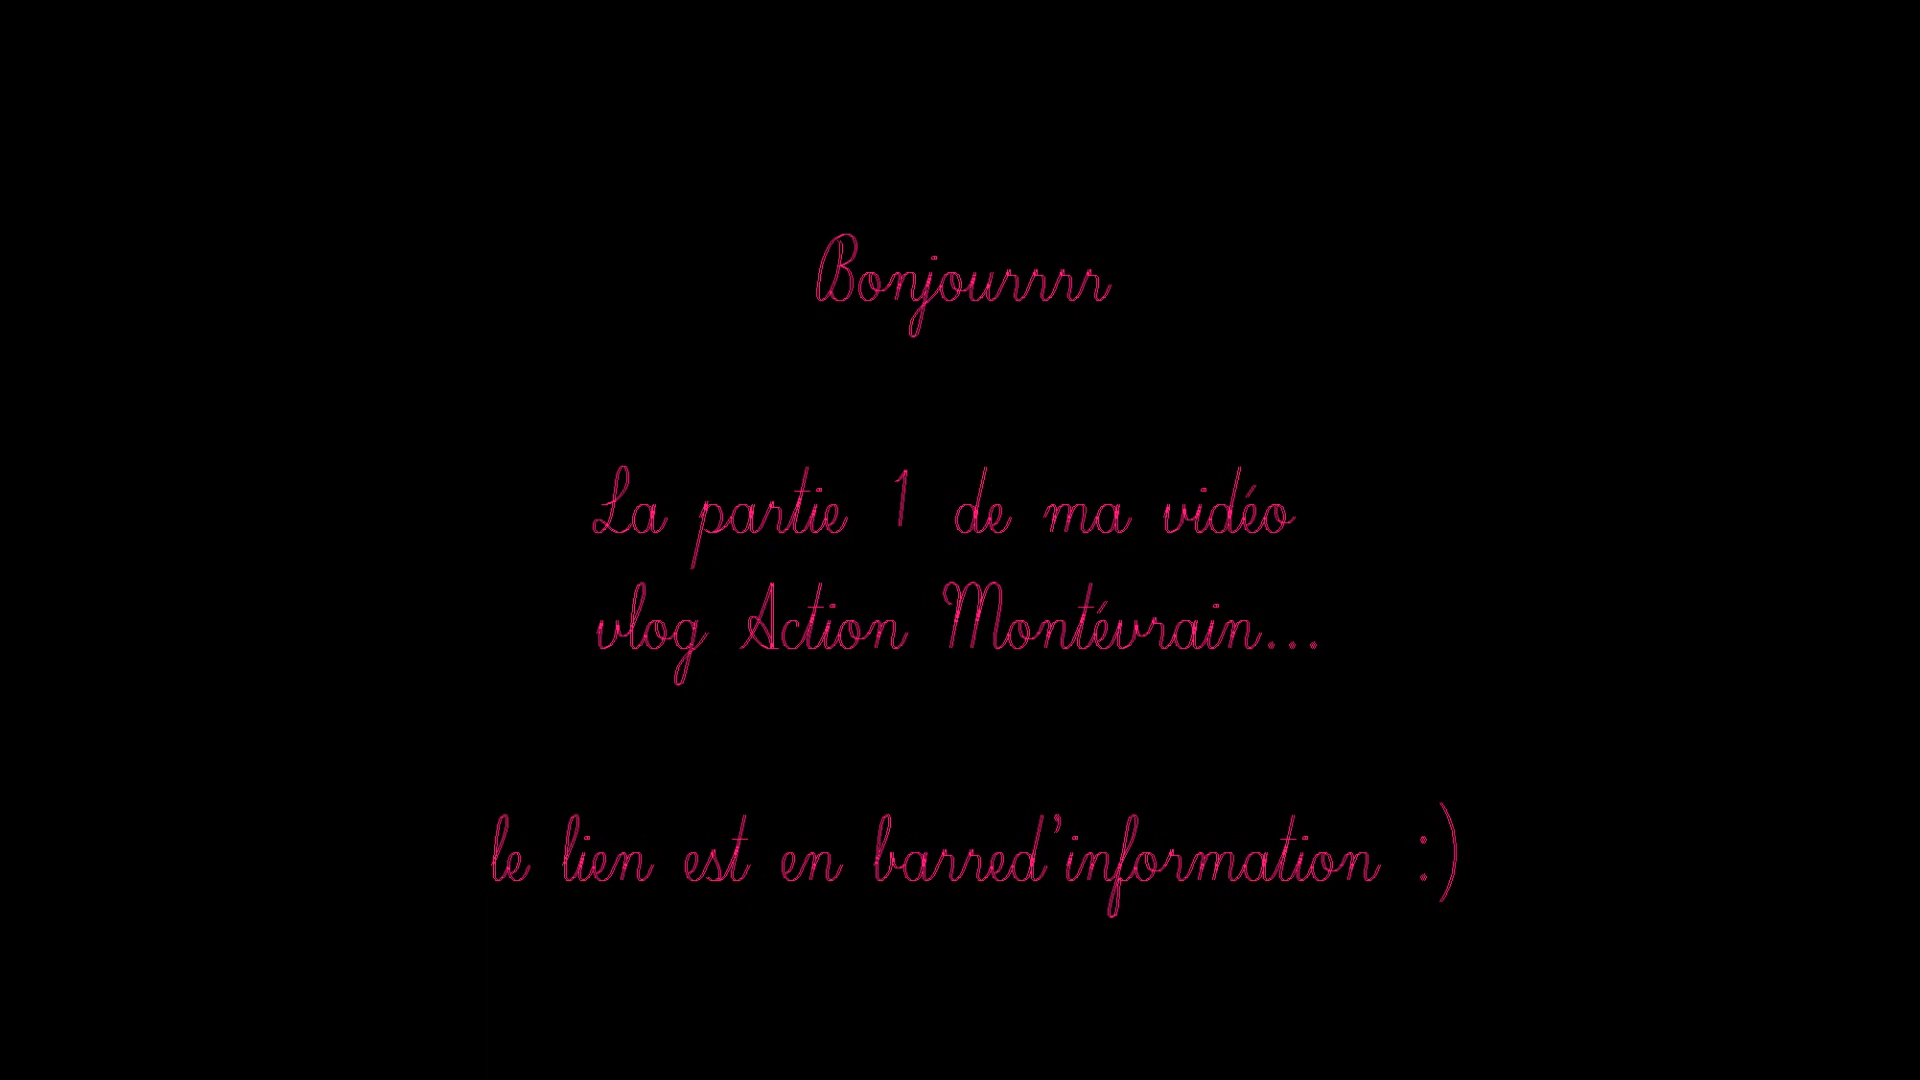 Bonjourrrr
La partie 1 de ma vidéo
vlog Action Montévrain...
le lien est en barred'information :)